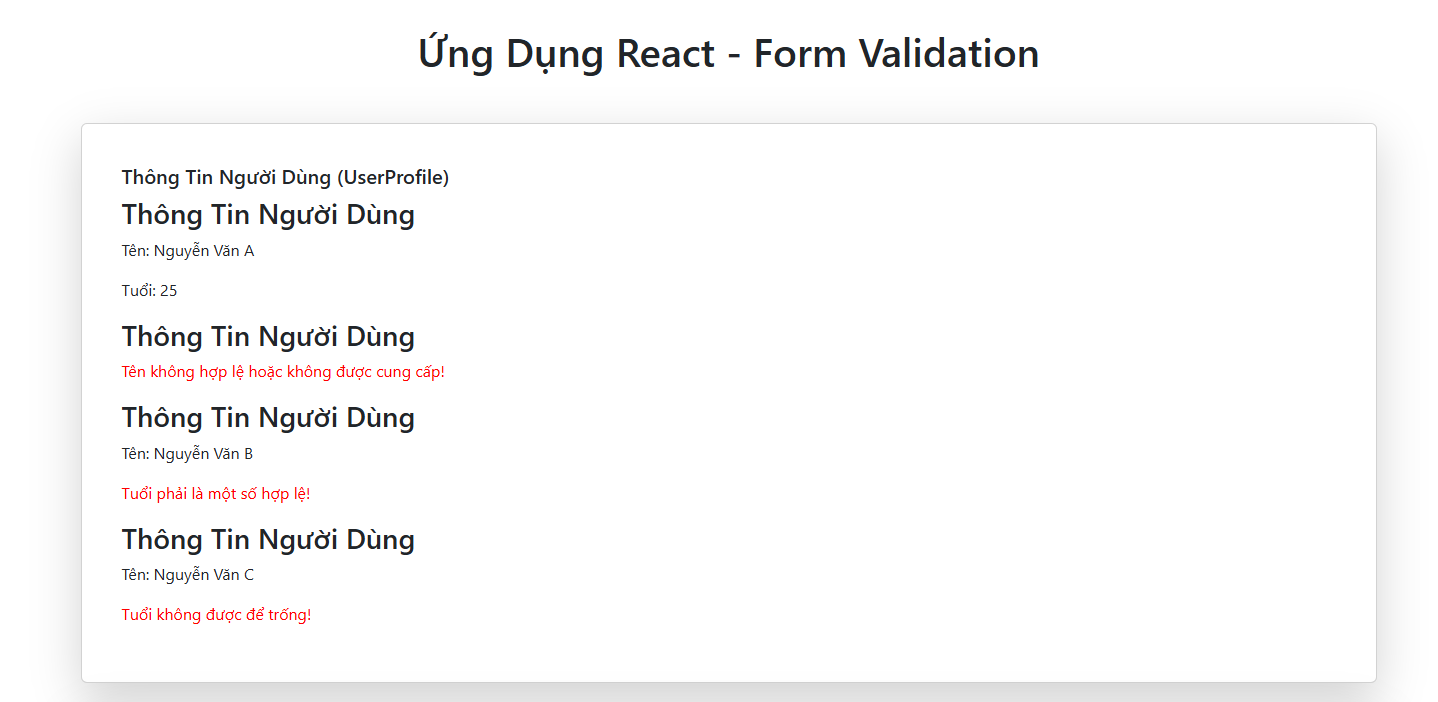 Ứng Dụng React - Form Validation
Thông Tin Người Dùng (UserProfile)
Thông Tin Người Dùng
Tên: Nguyễn Văn A
Tuổi: 25
Thông Tin Người Dùng
Tên không hợp lệ hoặc không được cung cấp!
Thông Tin Người Dùng
Tên: Nguyễn Văn B
Tuổi phải là một số hợp lệ!
Thông Tin Người Dùng
Tên: Nguyễn Văn C
Tuổi không được để trống!